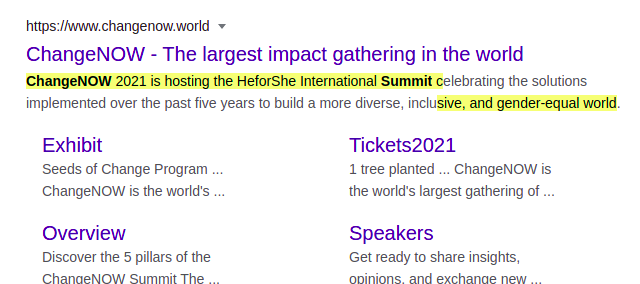 https://www.changenow.world
ChangeNOW - The largest impact gathering in the world
ChangeNOW 2021 is hosting the HeforShe International Summit celebrating the solutions
implemented over the past five years to build a more diverse, inclusive, and gender-equal world.
Exhibit
Seeds of Change Program ...
ChangeNOW is the world's ...
Tickets2021
1 tree planted ... ChangeNOW is
the world's largest gathering of ...
Overview
Discover the 5 pillars of the
ChangeNOW Summit The ...
Speakers
Get ready to share insights,
opinions, and exchange new ...